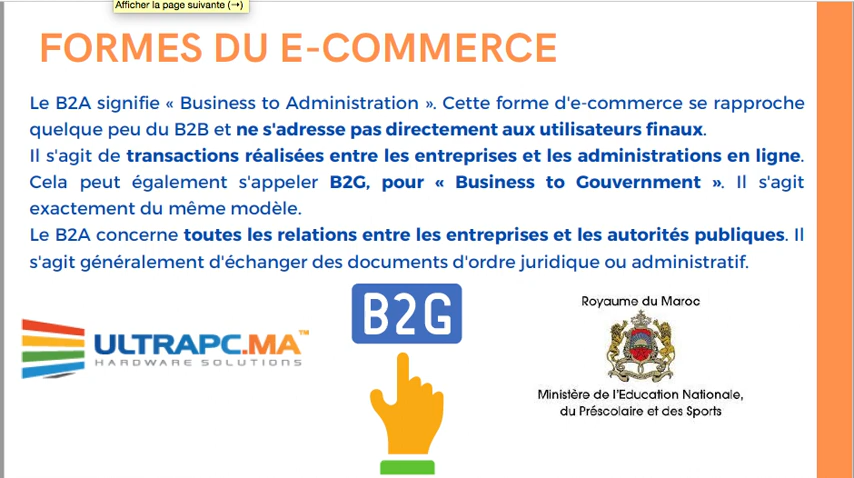 Afficher la page suivante (→)
FORMES DU E-COMMERCE
Le B2A signifie « Business to Administration ». Cette forme d'e-commerce se rapproche
quelque peu du B2B et ne s'adresse pas directement aux utilisateurs finaux.
Il s'agit de transactions réalisées entre les entreprises et les administrations en ligne.
Cela peut également s'appeler B2G, pour « Business to Gouvernment ». Il s'agit
exactement du même modèle.
Le B2A concerne toutes les relations entre les entreprises et les autorités publiques. Il
s'agit généralement d'échanger des documents d'ordre juridique ou administratif.
B2G
ULTRAPC.MA™
HARDWARE SOLUTIONS
Royaume du Maroc
Ministère de l'Education Nationale,
du Préscolaire et des Sports